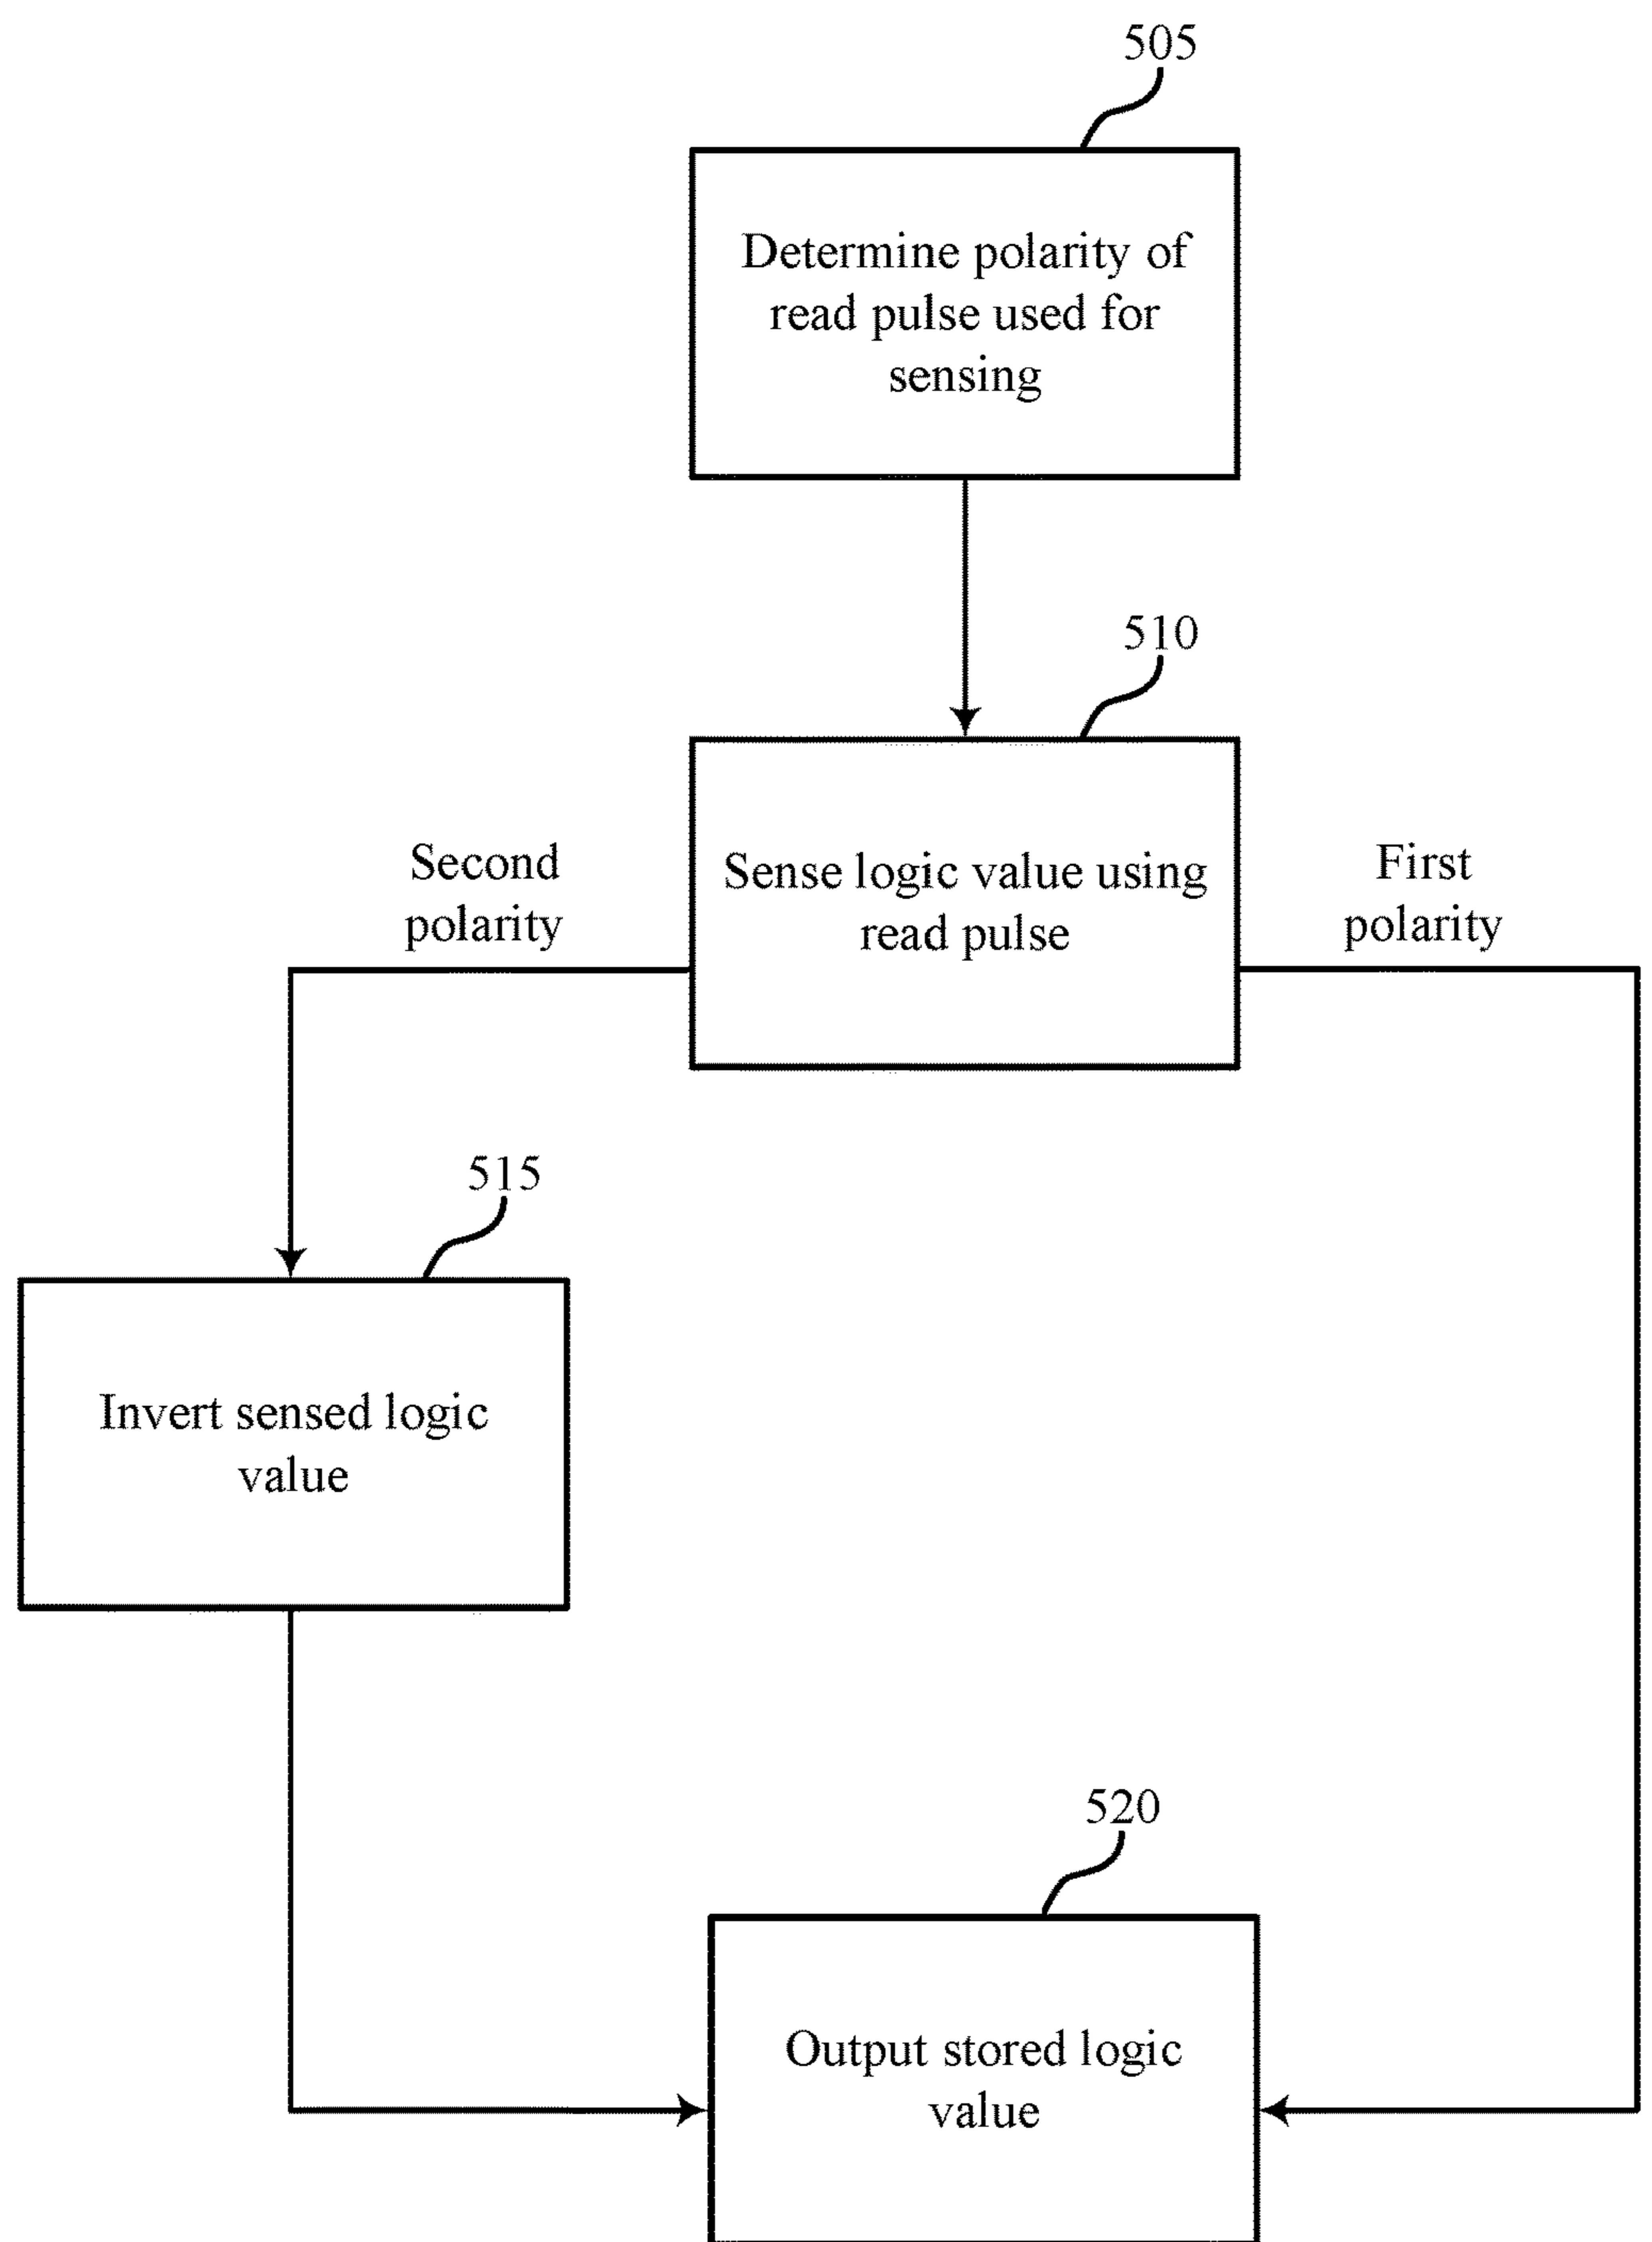 505
Determine polarity of
read pulse used for
sensing
510
Sense logic value using
read pulse
Second
polarity
First
polarity
515
Invert sensed logic
value
520
Output stored logic
value